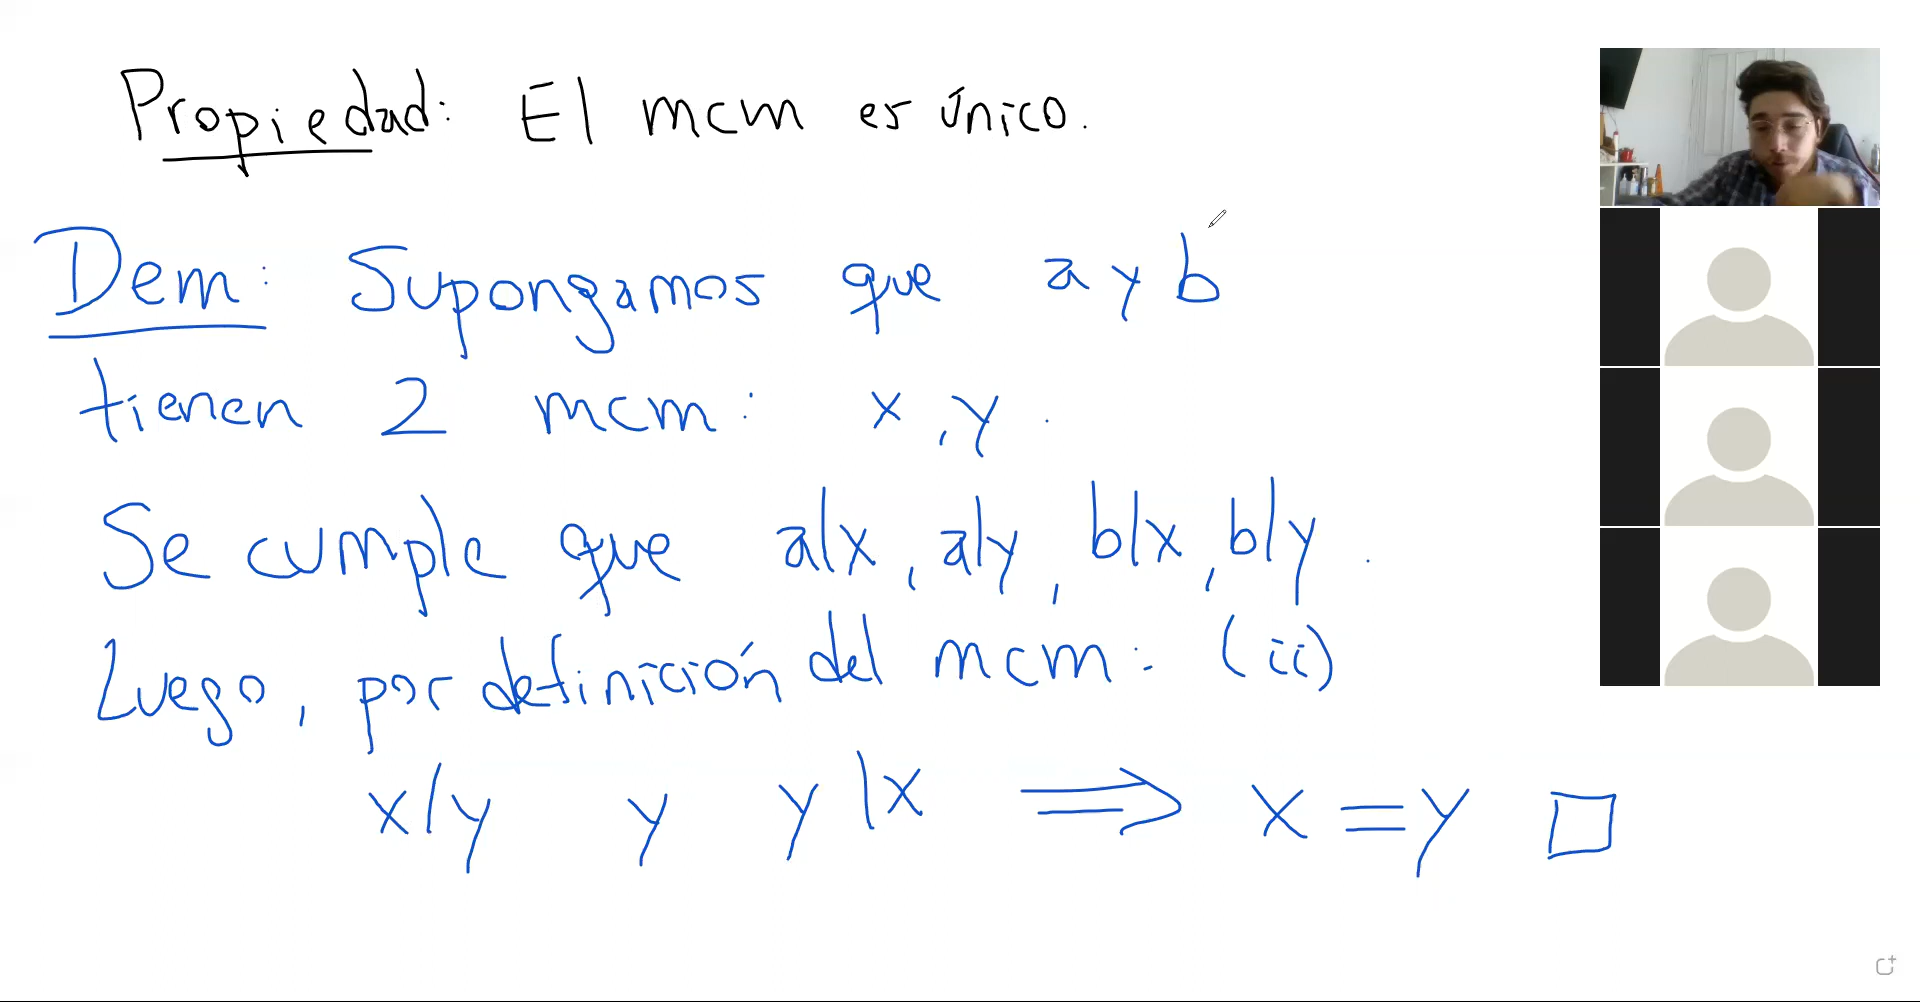 Propiedad: El mcm es único.
Dem: Supongamos que a y b
tienen 2 mcm: x, y.
Se cumple que a|x, a|y, b|x, b|y.
Luego, por definición del mcm: (ii)
x|y y y|x ⟹ x = y □